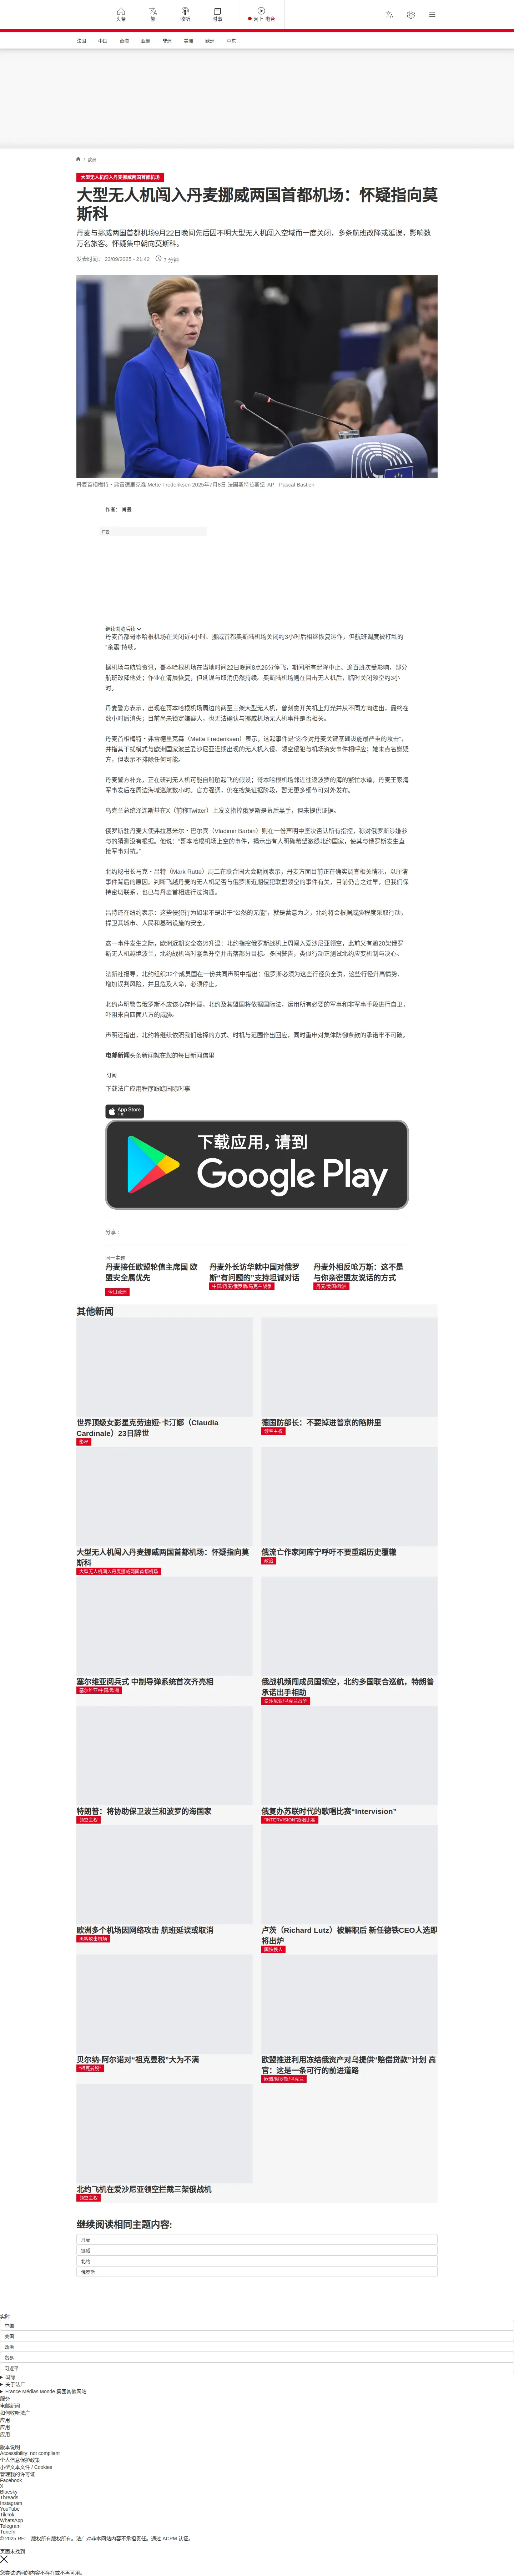 头条
繁
收听
时事
网上 电台
法国
中国
台海
亚洲
非洲
美洲
欧洲
中东
/ 亚洲
大型无人机闯入丹麦挪威两国首都机场
大型无人机闯入丹麦挪威两国首都机场：怀疑指向莫
斯科
丹麦与挪威两国首都机场9月22日晚间先后因不明大型无人机闯入空域而一度关闭，多条航班改降或延误，影响数
万名旅客。怀疑集中朝向莫斯科。
发表时间： 23/09/2025 - 21:42
7 分钟
丹麦首相梅特・弗雷德里克森 Mette Frederiksen 2025年7月8日 法国斯特拉斯堡 AP - Pascal Bastien
作者： 肖曼
广告
继续浏览后续
丹麦首都哥本哈根机场在关闭近4小时、挪威首都奥斯陆机场关闭约3小时后相继恢复运作，但航班调度被打乱的
“余震”持续。
据机场与航管资讯，哥本哈根机场在当地时间22日晚间8点26分停飞，期间所有起降中止、逾百班次受影响，部分
航班改降他处；作业在清晨恢复，但延误与取消仍然持续。奥斯陆机场则在目击无人机后，临时关闭领空约3小
时。
丹麦警方表示，出现在哥本哈根机场周边的两至三架大型无人机，曾刻意开关机上灯光并从不同方向进出，最终在
数小时后消失；目前尚未锁定嫌疑人，也无法确认与挪威机场无人机事件是否相关。
丹麦首相梅特・弗雷德里克森（Mette Frederiksen）表示，这起事件是“迄今对丹麦关键基础设施最严重的攻击”，
并指其干扰模式与欧洲国家波兰爱沙尼亚近期出现的无人机入侵、领空侵犯与机场资安事件相呼应；她未点名嫌疑
方，但表示不得除任何可能。
丹麦警方补充，正在研判无人机可能自船舶起飞的假设；哥本哈根机场邻近往返波罗的海的繁忙水道，丹麦王家海
军事发后在周边海域巡航数小时。官方强调，仍在搜集证据阶段，暂无更多细节可对外发布。
乌克兰总统泽连斯基在X（前称Twitter）上发文指控俄罗斯是幕后黑手，但未提供证据。
俄罗斯驻丹麦大使弗拉基米尔・巴尔宾（Vladimir Barbin）则在一份声明中坚决否认所有指控，称对俄罗斯涉嫌参
与的猜测没有根据。他说：“哥本哈根机场上空的事件，揭示出有人明确希望激怒北约国家，使其与俄罗斯发生直
接军事对抗。”
北约秘书长马克・吕特（Mark Rutte）周二在联合国大会期间表示，丹麦方面目前正在确实调查相关情况，以厘清
事件背后的原因。判断飞越丹麦的无人机是否与俄罗斯近期侵犯联盟领空的事件有关，目前仍言之过早，但我们保
持密切联系，也已与丹麦首相进行过沟通。
吕特还在纽约表示：这些侵犯行为如果不是出于“公然的无能”，就是蓄意为之，北约将会根据威胁程度采取行动，
捍卫其城市、人民和基础设施的安全。
这一事件发生之际，欧洲近期安全态势升温：北约指控俄罗斯战机上周闯入爱沙尼亚领空，此前又有逾20架俄罗
斯无人机越境波兰，北约战机当时紧急升空并击落部分目标。多国警告，类似行动正测试北约应变机制与决心。
法新社报导，北约组织32个成员国在一份共同声明中指出：俄罗斯必须为这些行径负全责，这些行径升高情势、
增加误判风险，并且危及人命，必须停止。
北约声明警告俄罗斯不应该心存怀疑，北约及其盟国将依据国际法，运用所有必要的军事和非军事手段进行自卫，
吓阻来自四面八方的威胁。
声明还指出，北约将继续依照我们选择的方式、时机与范围作出回应，同时重申对集体防御条款的承诺牢不可破。
电邮新闻头条新闻就在您的每日新闻信里
订阅
下载法广应用程序跟踪国际时事
App Store
下载应用，请到
Google Play
分享 :
同一主题
丹麦接任欧盟轮值主席国 欧
盟安全属优先
今日欧洲
丹麦外长访华就中国对俄罗
斯“有问题的”支持坦诚对话
中国/丹麦/俄罗斯/乌克兰战争
丹麦外相反呛万斯：这不是
与你亲密盟友说话的方式
丹麦/美国/欧洲
其他新闻
世界顶级女影星克劳迪娅·卡汀娜（Claudia
Cardinale）23日辞世
影星
德国防部长：不要掉进普京的陷阱里
领空主权
大型无人机闯入丹麦挪威两国首都机场：怀疑指向莫
斯科
大型无人机闯入丹麦挪威两国首都机场
俄流亡作家阿库宁呼吁不要重蹈历史覆辙
政治
塞尔维亚阅兵式 中制导弹系统首次齐亮相
塞尔维亚/中国/欧洲
俄战机频闯成员国领空，北约多国联合巡航，特朗普
承诺出手相助
爱沙尼亚/乌克兰战争
特朗普：将协助保卫波兰和波罗的海国家
领空主权
俄复办苏联时代的歌唱比赛“Intervision”
“INTERVISION”歌唱比赛
欧洲多个机场因网络攻击 航班延误或取消
黑客攻击机场
卢茨（Richard Lutz）被解职后 新任德铁CEO人选即
将出炉
国营换人
贝尔纳·阿尔诺对“祖克曼税”大为不满
“祖克曼税”
欧盟推进利用冻结俄资产对乌提供“赔偿贷款”计划 高
官：这是一条可行的前进道路
欧盟/俄罗斯/乌克兰
北约飞机在爱沙尼亚领空拦截三架俄战机
领空主权
继续阅读相同主题内容:
丹麦
挪威
北约
俄罗斯
实时
中国
美国
政治
贸易
习近平
国际
关于法广
France Médias Monde 集团其他网站
服务
电邮新闻
如何收听法广
应用
应用
应用
版本说明
Accessibility: not compliant
个人信息保护政策
小型文本文件 / Cookies
管理我的许可证
Facebook
X
Bluesky
Threads
Instagram
YouTube
TikTok
WhatsApp
Telegram
TuneIn
© 2025 RFI – 版权所有版权所有。法广对非本网站内容不承担责任。通过 ACPM 认证。
页面未找到
您尝试访问的内容不存在或不再可用。